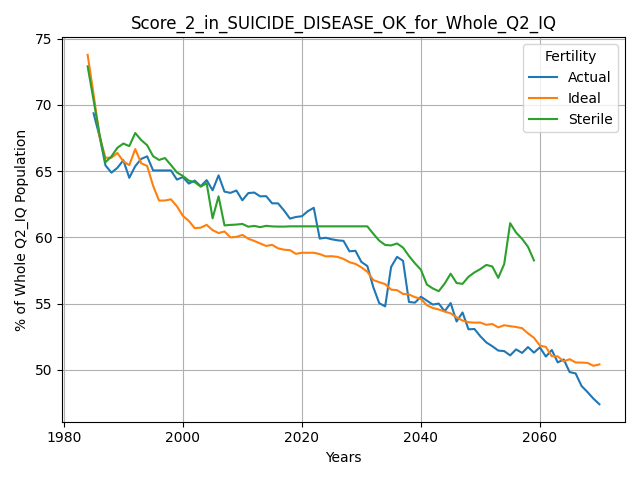 Score_2_in_SUICIDE_DISEASE_OK_for_Whole_Q2_IQ
% of Whole Q2_IQ Population
75
70
65
60
55
50
Fertility
Actual
Ideal
Sterile
1980
2000
2020
2040
2060
Years